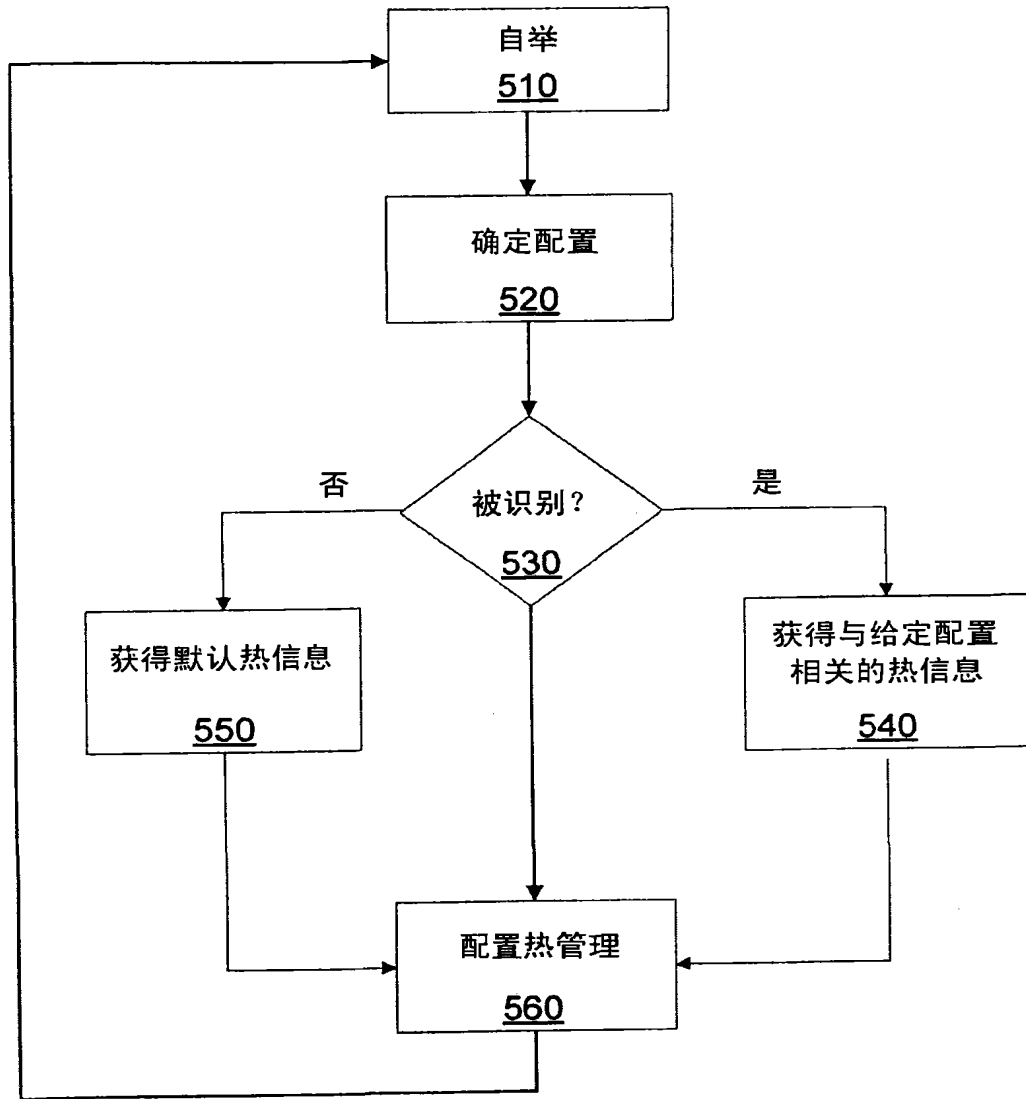 自举
510
确定配置
520
否
是
被识别？
530
获得默认热信息
550
获得与给定配置
相关的热信息
540
配置热管理
560